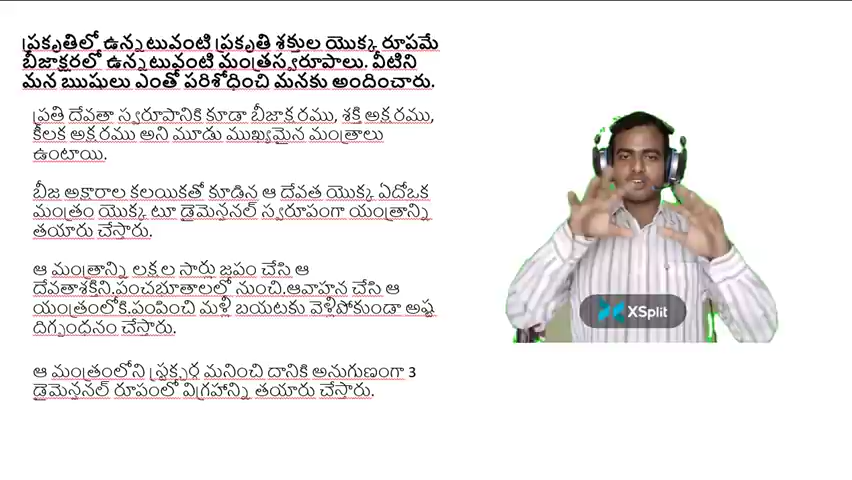 ప్రకృతిలో ఉన్నటువంటి ప్రకృతి శక్తుల యొక్క రూపమే
బీజాక్షరలో ఉన్నటువంటి మంత్రస్వరూపాలు. వీటిని
మన ఋషులు ఎంతో పరిశోధించి మనకు అందించారు.
ప్రతి దేవతా స్వరూపానికి కూడా బీజాక్షరము, శక్తి అక్షరము,
కీలక అక్షరము అని మూడు ముఖ్యమైన మంత్రాలు
ఉంటాయి.
బీజ అక్షరాల కలయికతో కూడిన ఆ దేవత యొక్క ఏదోఒక
మంత్రం యొక్క టూ డైమెన్షనల్ స్వరూపంగా యంత్రాన్ని
తయారు చేస్తారు.
ఆ మంత్రాన్ని లక్షల సార్లు జపం చేసి ఆ
దేవతాశక్తిని.పంచభూతాలలో నుంచి.ఆవాహన చేసి ఆ
యంత్రంలోకి.పంపించి మళ్లీ బయటకు వెళ్లిపోకుండా అష్ట
దిగ్బంధనం చేస్తారు.
ఆ మంత్రంలోని స్ట్రక్చర్ల మనించి దానికి అనుగుణంగా 3
డైమెన్షనల్ రూపంలో విగ్రహాన్ని తయారు చేస్తారు.
XSplit